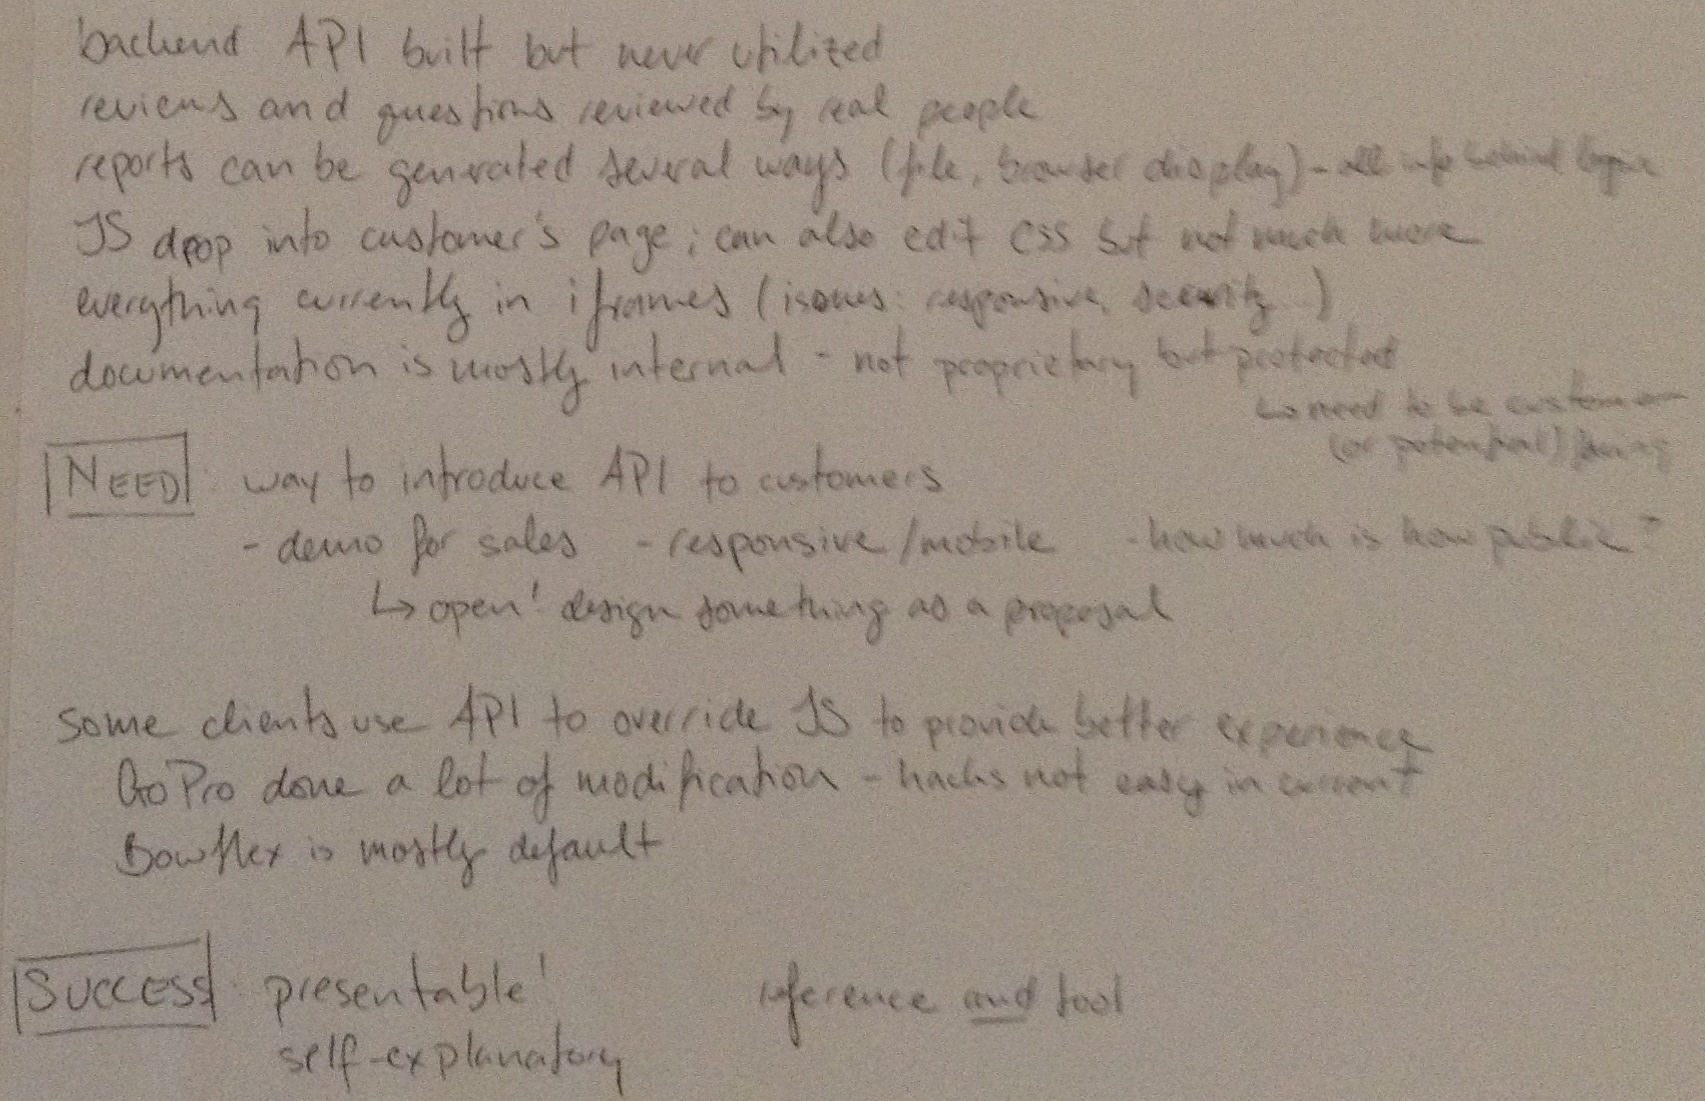 backend API built but never utilized
reviews and questions reviewed by real people
reports can be generated several ways (file, browser display) - all info behind login
JS drop into customer's page; can also edit CSS but not much more
everything currently in iframes (issues: responsive, security...)
documentation is mostly internal - not proprietary but protected
↳ need to be customer
(or potential)
NEED: way to introduce API to customers
- demo for sales - responsive/mobile - how much is how public?
↳ open! design something as a proposal
some clients use API to override JS to provide better experience
GoPro done a lot of modification - hacks not easy in current
Bowflex is mostly default
SUCCESS: presentable! reference and tool
self-explanatory